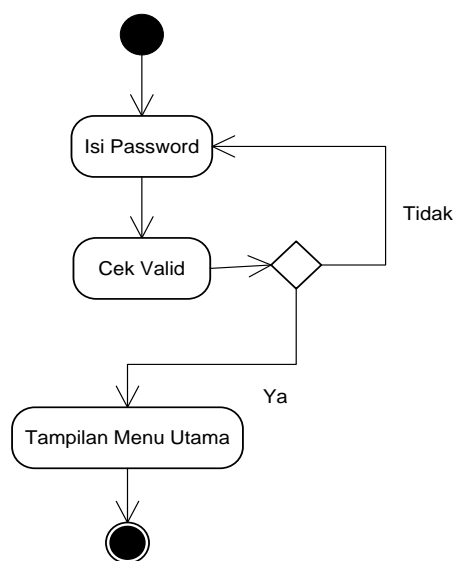 Isi Password
Tidak
Cek Valid
Ya
Tampilan Menu Utama